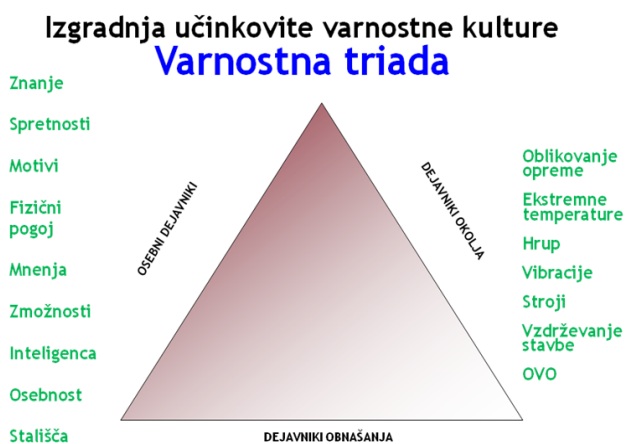 Izgradnja učinkovite varnostne kulture
Varnostna triada
Znanje
Spretnosti
Motivi
Fizični
pogoj
Mnenja
Zmožnosti
Inteligenca
Osebnost
Stališča
OSEBNI DEJAVNIKI
DEJAVNIKI OKOLJA
Oblikovanje
opreme
Ekstremne
temperature
Hrup
Vibracije
Stroji
Vzdrževanje
stavbe
OVO
DEJAVNIKI OBNAŠANJA